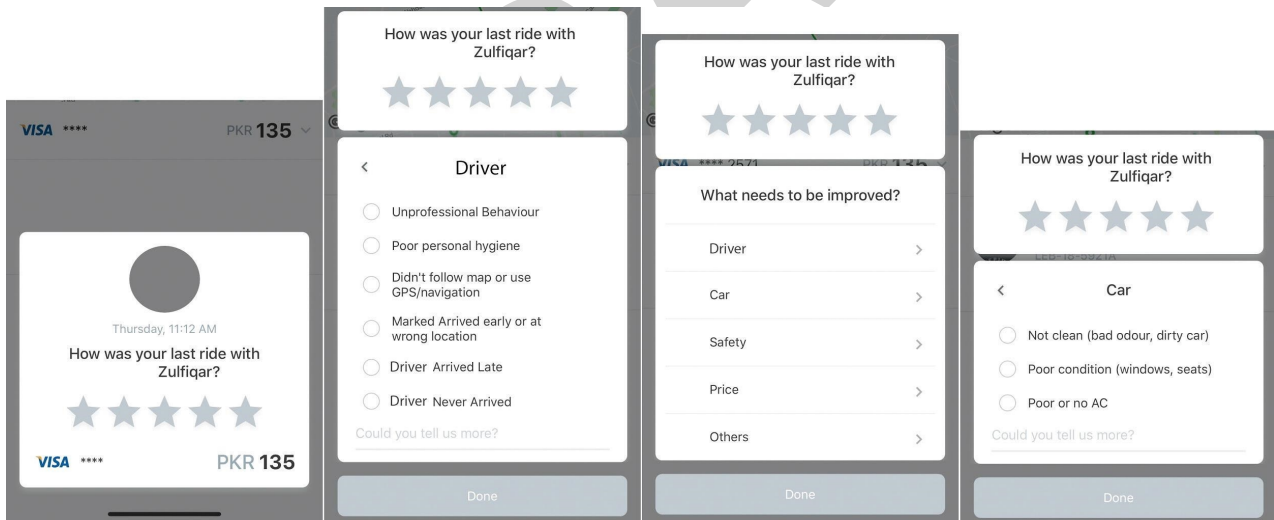 VISA ****
PKR 135
Thursday, 11:12 AM
How was your last ride with
Zulfiqar?
VISA ****
PKR 135
How was your last ride with
Zulfiqar?
Driver
Unprofessional Behaviour
Poor personal hygiene
Didn't follow map or use
GPS/navigation
Marked Arrived early or at
wrong location
Driver Arrived Late
Driver Never Arrived
Could you tell us more?
Done
How was your last ride with
Zulfiqar?
VISA **** 2571
PKR 135
What needs to be improved?
Driver
Car
Safety
Price
Others
Done
How was your last ride with
Zulfiqar?
LEB-18-5921A
Car
Not clean (bad odour, dirty car)
Poor condition (windows, seats)
Poor or no AC
Could you tell us more?
Done